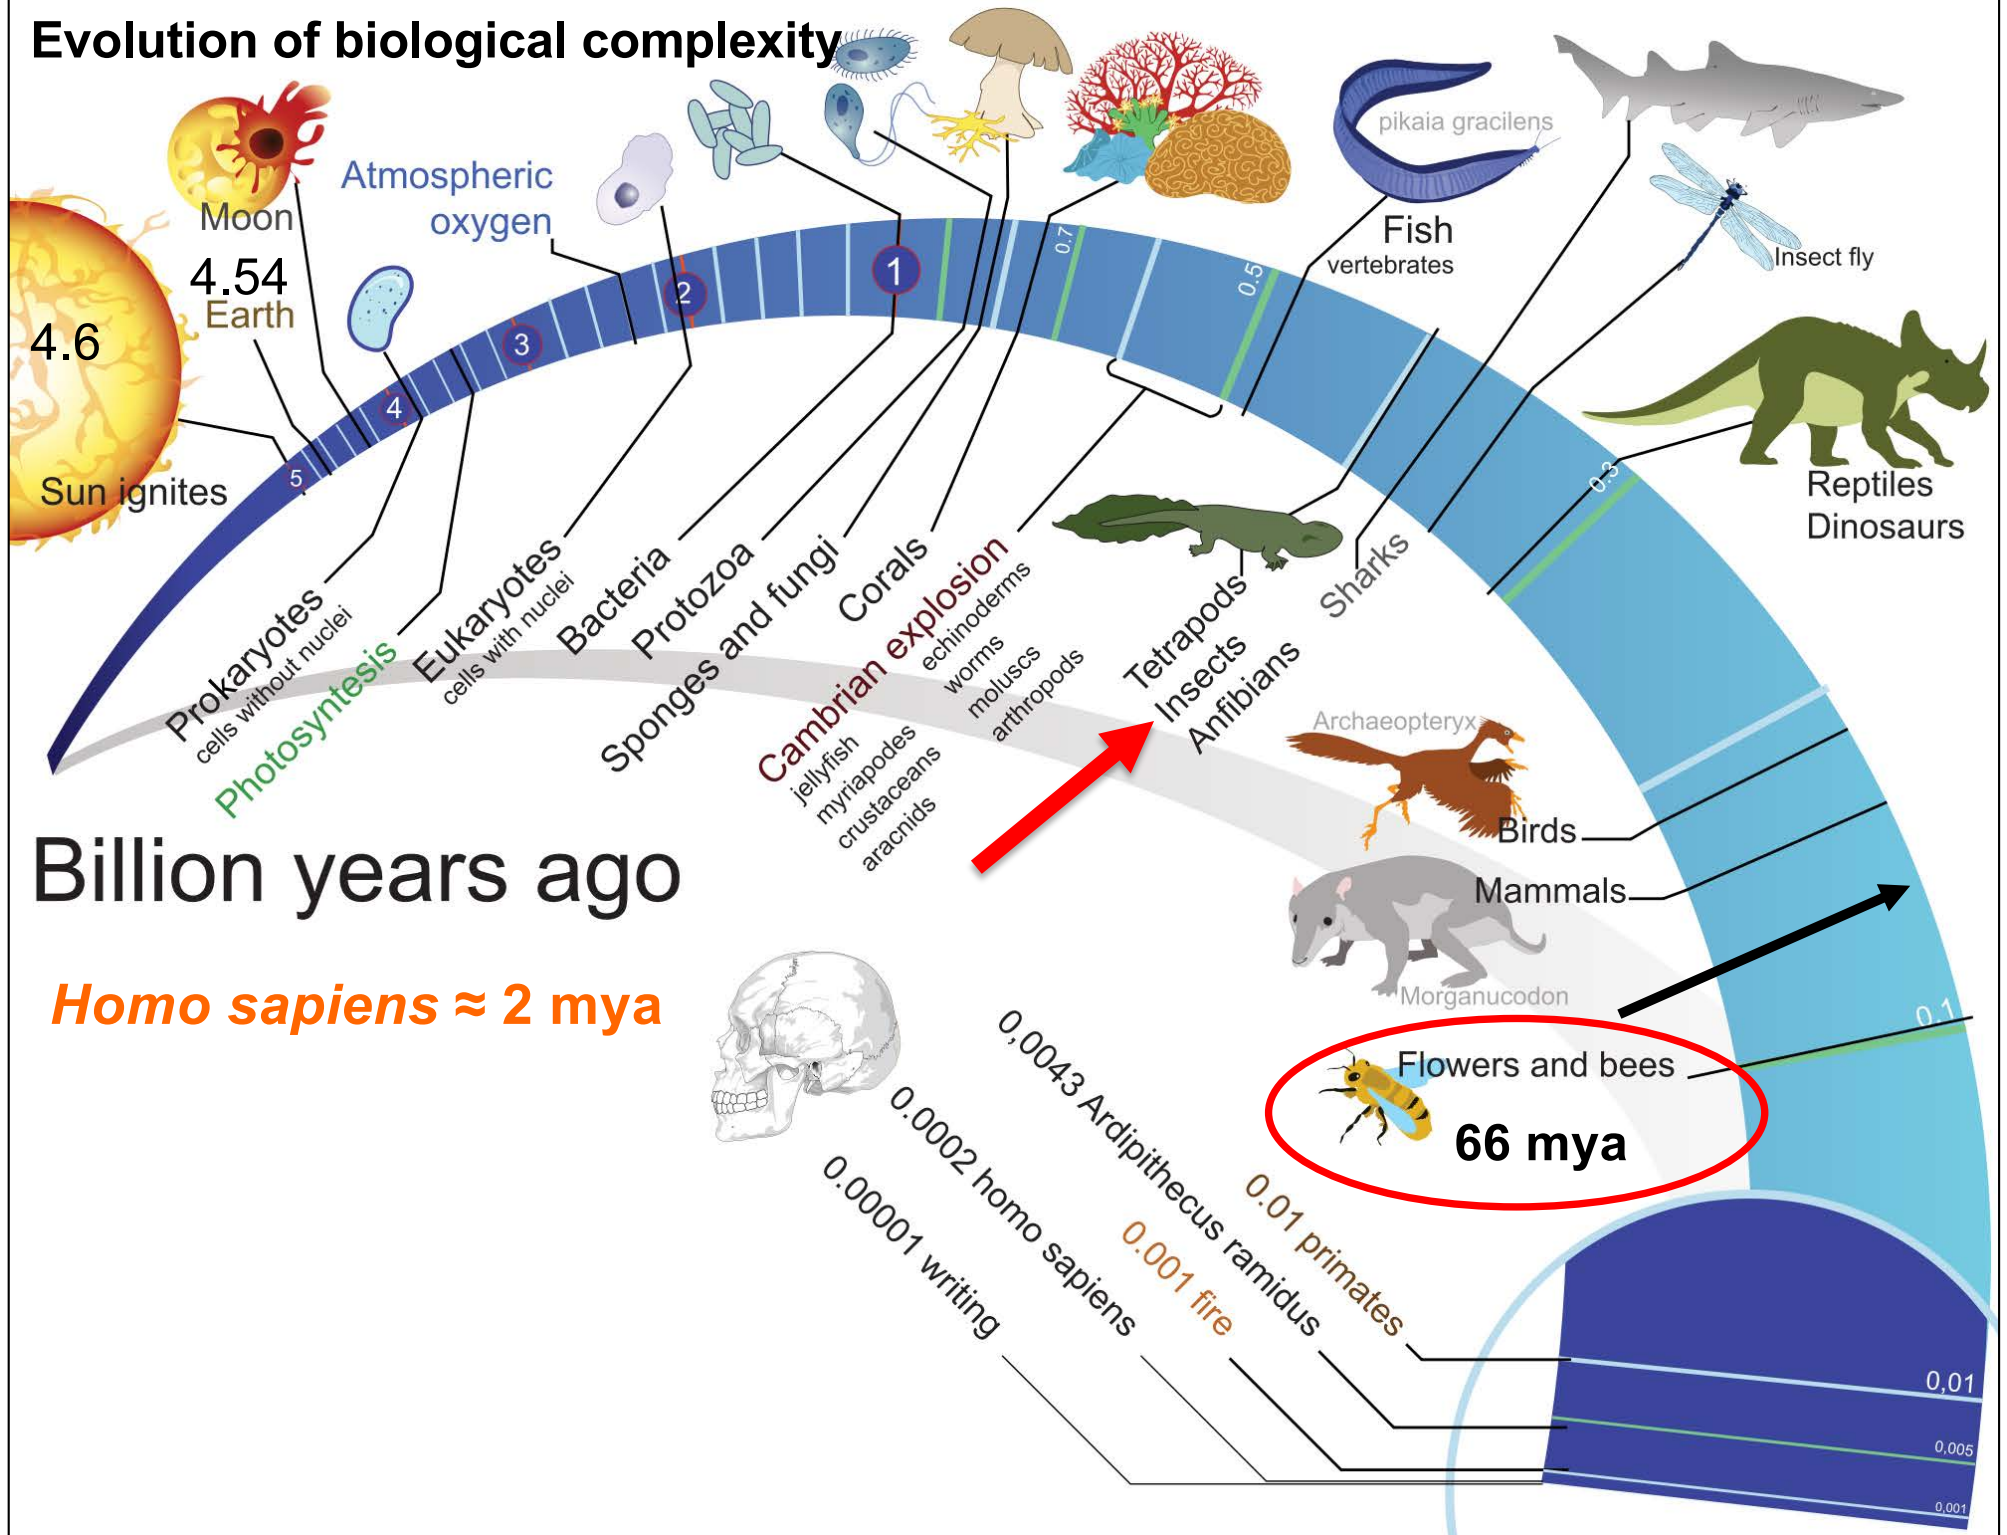 Evolution of biological complexity
Moon
4.54
Earth
4.6
Sun ignites
Atmospheric
oxygen
pikaia gracilens
Fish
vertebrates
Insect fly
Reptiles
Dinosaurs
5
4
3
2
1
0.7
0.5
0.3
0.1
Prokaryotes
cells without nuclei
Photosyntesis
Eukaryotes
cells with nuclei
Bacteria
Protozoa
Sponges and fungi
Corals
Cambrian explosion
echinoderms
worms
moluscs
arthropods
jellyfish
myriapodes
crustaceans
aracnids
Tetrapods
Insects
Anfibians
Sharks
Archaeopteryx
Birds
Mammals
Morganucodon
Flowers and bees
66 mya
Billion years ago
Homo sapiens ≈ 2 mya
0,0043 Ardipithecus ramidus
0.0002 homo sapiens
0.00001 writing
0.001 fire
0.01 primates
0,01
0,005
0,001